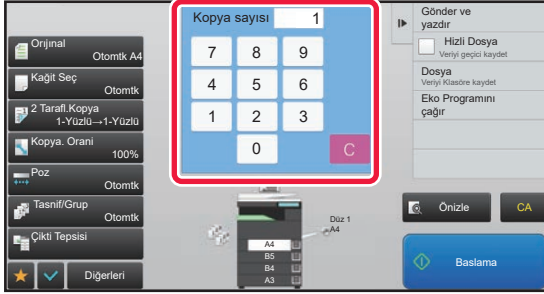 Orıjinal
Otomtk A4
Kağit Seç
Otomtk
2 Tarafl.Kopya
1-Yüzlü→1-Yüzlü
Kopya. Orani
100%
Poz
Otomtk
Tasnif/Grup
Otomtk
Çikti Tepsisi
Diğerleri
Kopya sayısı 1
7 8 9
4 5 6
1 2 3
0 C
Düz 1
A4
A4
B5
B4
A3
Gönder ve
yazdır
Hizli Dosya
Veriyi geçici kaydet
Dosya
Veriyi Klasöre kaydet
Eko Programını
çağır
Önizle
CA
Baslama